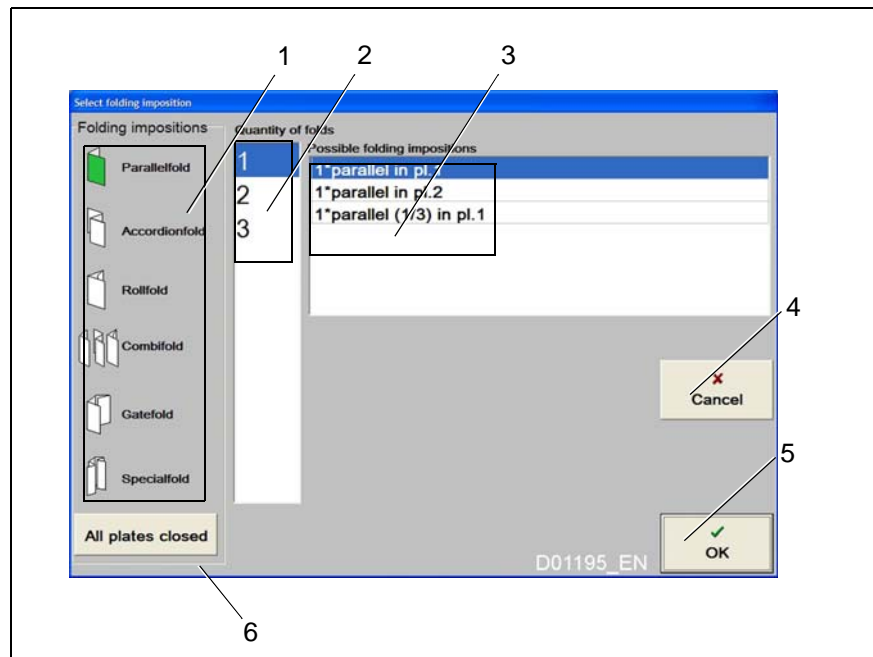 1
2
3
Select folding imposition
Folding impositions
Quantity of folds
Possible folding impositions
Parallelfold
1
1*parallel in pl.1
2
1*parallel in pl.2
3
1*parallel (1/3) in pl.1
Accordionfold
Rollfold
4
Combifold
Cancel
Gatefold
5
Specialfold
All plates closed
OK
D01195_EN
6